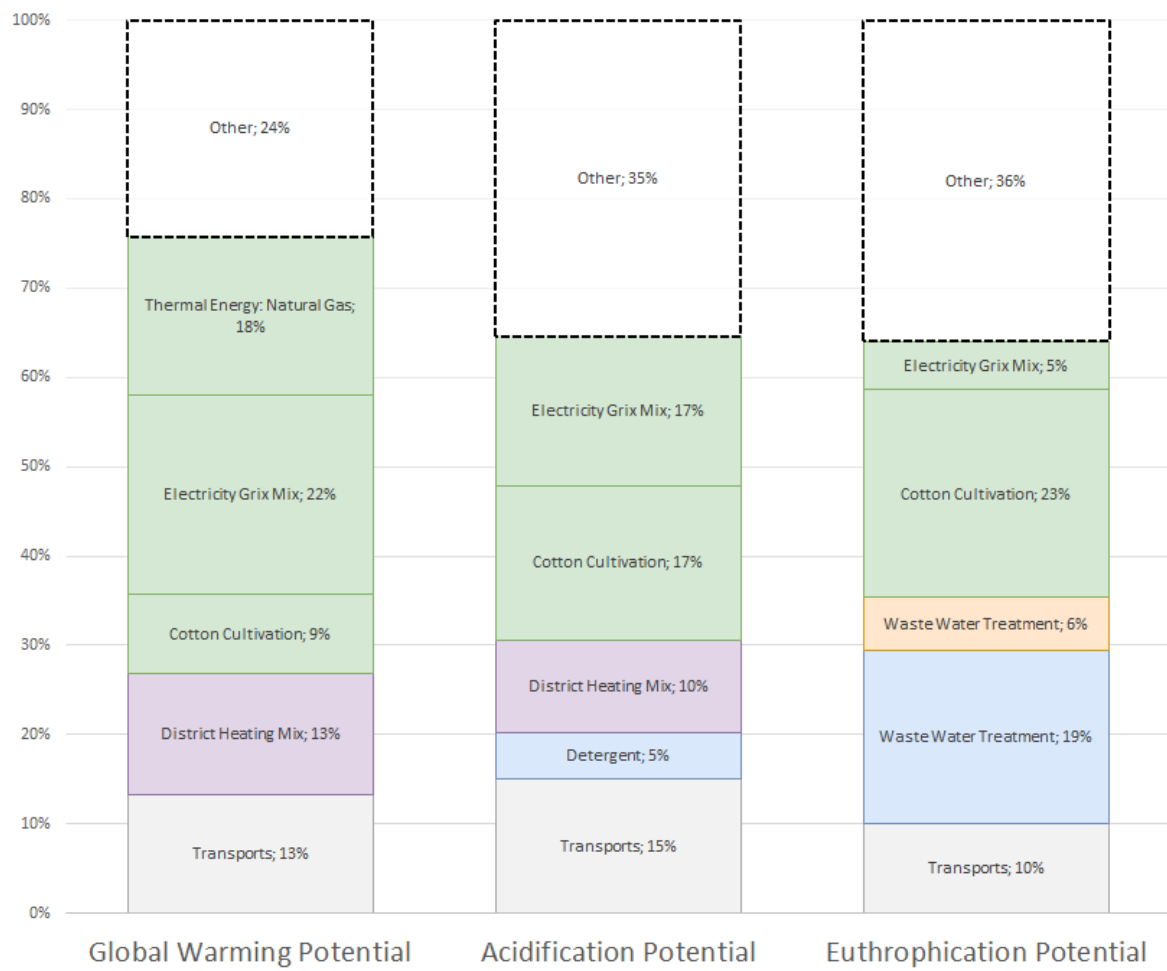 100%
90%
80%
70%
60%
50%
40%
30%
20%
10%
0%
Other; 24%
Thermal Energy: Natural Gas;
18%
Electricity Grix Mix; 22%
Cotton Cultivation; 9%
District Heating Mix; 13%
Transports; 13%
Global Warming Potential
Other; 35%
Electricity Grix Mix; 17%
Cotton Cultivation; 17%
District Heating Mix; 10%
Detergent; 5%
Transports; 15%
Acidification Potential
Other; 36%
Electricity Grix Mix; 5%
Cotton Cultivation; 23%
Waste Water Treatment; 6%
Waste Water Treatment; 19%
Transports; 10%
Euthrophication Potential